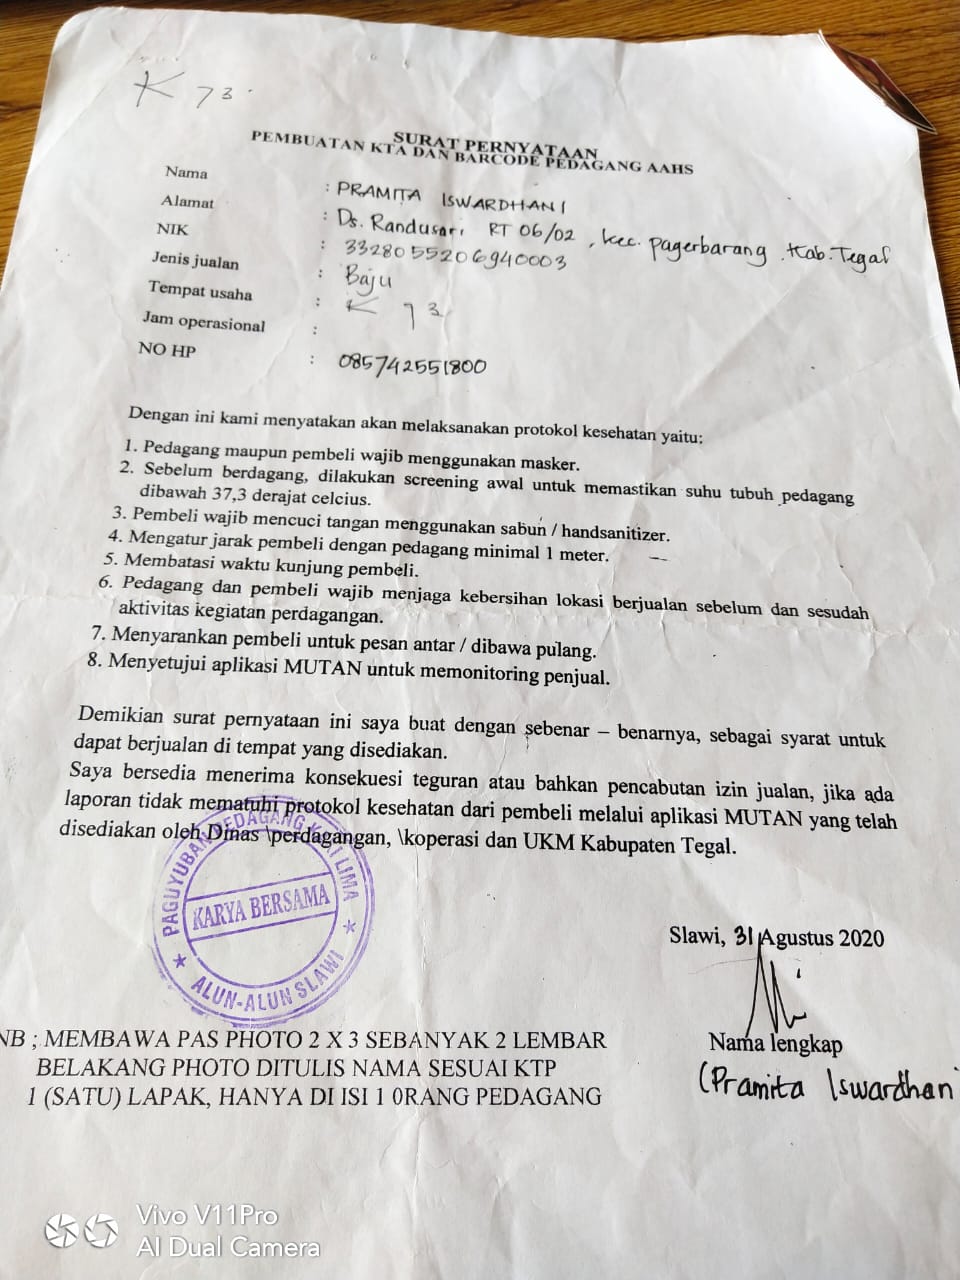 K 73
SURAT PERNYATAAN
PEMBUATAN KTA DAN BARCODE PEDAGANG AAHS
Nama : PRAMITA ISWARDHANI
Alamat : Ds. Randusari RT 06/02, Kec. Pagerbarang Kab. Tegal
NIK : 3328055206940003
Jenis jualan : Baju
Tempat usaha : K 73
Jam operasional :
NO HP : 085742551800
Dengan ini kami menyatakan akan melaksanakan protokol kesehatan yaitu:
1. Pedagang maupun pembeli wajib menggunakan masker.
2. Sebelum berdagang, dilakukan screening awal untuk memastikan suhu tubuh pedagang
dibawah 37,3 derajat celcius.
3. Pembeli wajib mencuci tangan menggunakan sabun / handsanitizer.
4. Mengatur jarak pembeli dengan pedagang minimal 1 meter.
5. Membatasi waktu kunjung pembeli.
6. Pedagang dan pembeli wajib menjaga kebersihan lokasi berjualan sebelum dan sesudah
aktivitas kegiatan perdagangan.
7. Menyarankan pembeli untuk pesan antar / dibawa pulang.
8. Menyetujui aplikasi MUTAN untuk memonitoring penjual.
Demikian surat pernyataan ini saya buat dengan sebenar – benarnya, sebagai syarat untuk
dapat berjualan di tempat yang disediakan.
Saya bersedia menerima konsekuesi teguran atau bahkan pencabutan izin jualan, jika ada
laporan tidak mematuhi protokol kesehatan dari pembeli melalui aplikasi MUTAN yang telah
disediakan oleh Dinas \perdagangan, \koperasi dan UKM Kabupaten Tegal.
PAGUYUBAN PEDAGANG KAKI LIMA
KARYA BERSAMA
ALUN-ALUN SLAWI
Slawi, 31 Agustus 2020
Nama lengkap
(Pramita Iswardhani
NB ; MEMBAWA PAS PHOTO 2 X 3 SEBANYAK 2 LEMBAR
BELAKANG PHOTO DITULIS NAMA SESUAI KTP
1 (SATU) LAPAK, HANYA DI ISI 1 0RANG PEDAGANG
Vivo V11Pro
AI Dual Camera